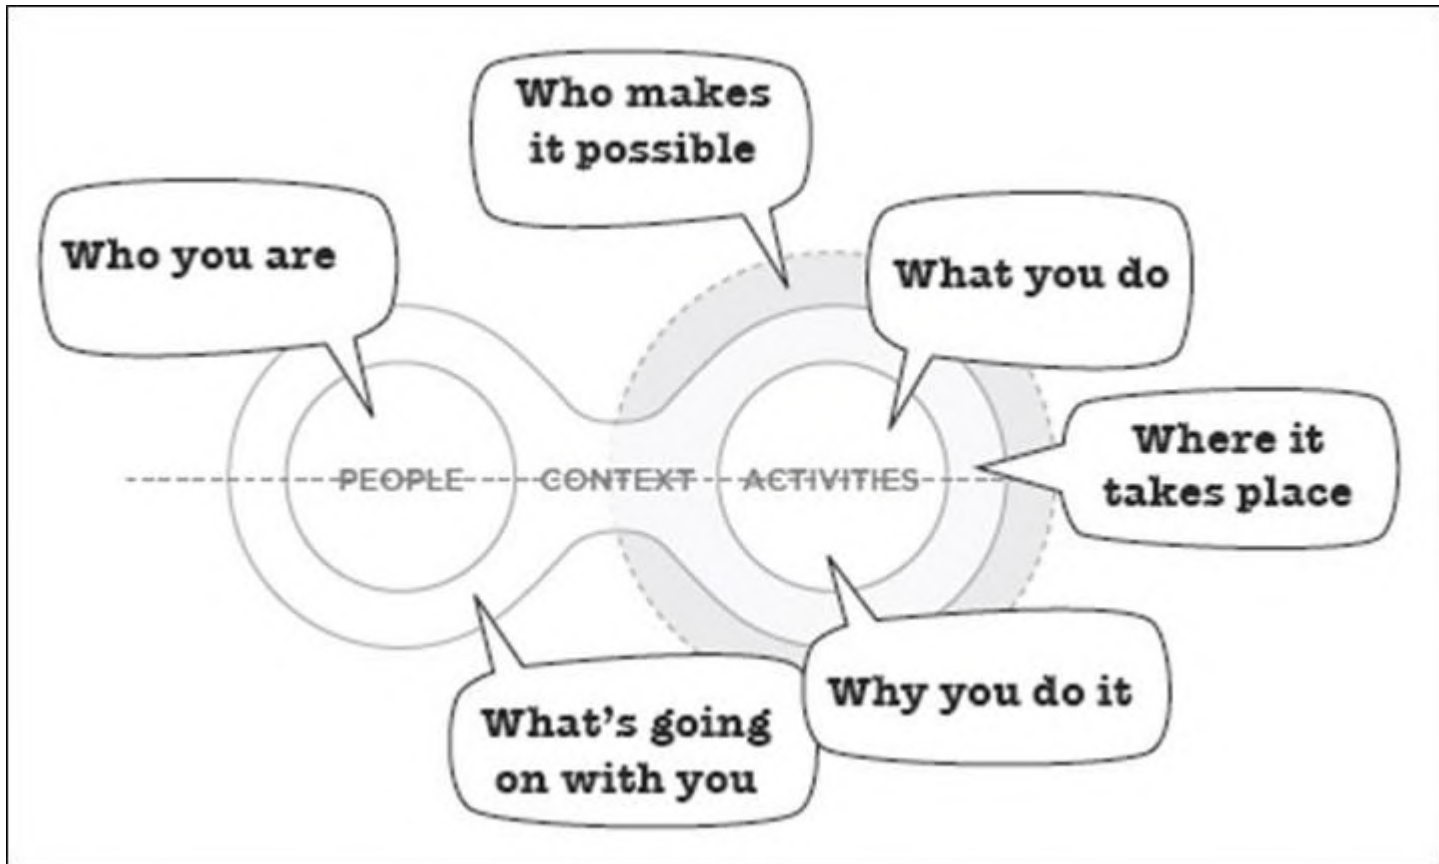 Who makes
it possible
Who you are
What you do
Where it
takes place
PEOPLE
CONTEXT
ACTIVITIES
Why you do it
What's going
on with you